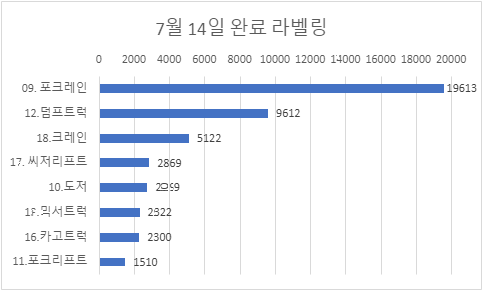 7월 14일 완료 라벨링
0 2000 4000 6000 8000 10000 12000 14000 16000 18000 20000
09. 포크레인 19613
12.덤프트럭 9612
18.크레인 5122
17. 씨저리프트 2869
10.도저
믹서트럭 2322
16.카고트럭 2300
11.포크리프트 1510